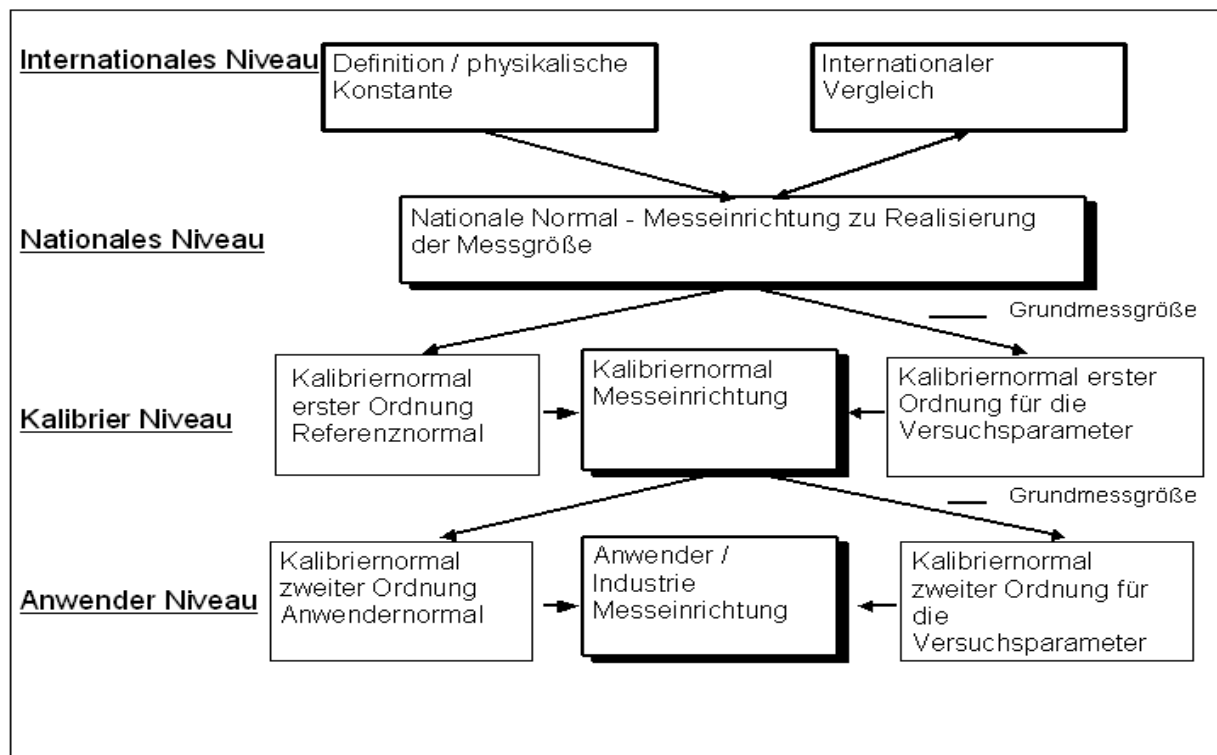 Internationales Niveau
Definition / physikalische
Konstante
Internationaler
Vergleich
Nationales Niveau
Nationale Normal - Messeinrichtung zu Realisierung
der Messgröße
Grundmessgröße
Kalibrier Niveau
Kalibriernormal
erster Ordnung
Referenznormal
Kalibriernormal
Messeinrichtung
Kalibriernormal erster
Ordnung für die
Versuchsparameter
Grundmessgröße
Anwender Niveau
Kalibriernormal
zweiter Ordnung
Anwendernormal
Anwender /
Industrie
Messeinrichtung
Kalibriernormal
zweiter Ordnung für
die
Versuchsparameter